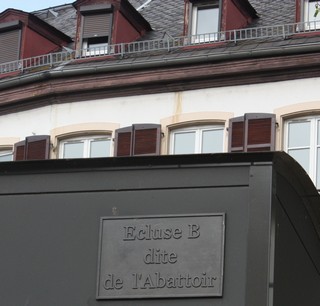 Ecluse B
dite
de l'Abattoir